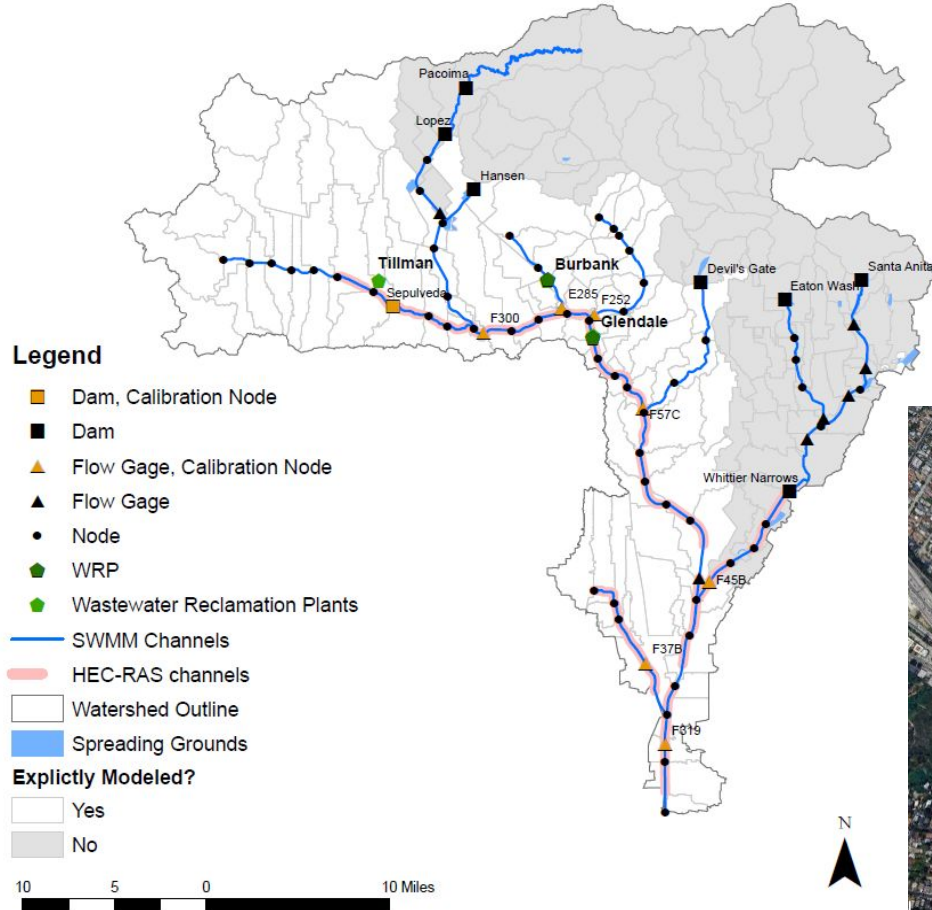 Pacoima
Lopez
Hansen
Tillman
Sepulveda
Burbank
E285
F252
Glendale
F300
Devil's Gate
Eaton Wash
Santa Anita
F57C
Whittier Narrows
F45B
F37B
F319
Legend
Dam, Calibration Node
Dam
Flow Gage, Calibration Node
Flow Gage
Node
WRP
Wastewater Reclamation Plants
SWMM Channels
HEC-RAS channels
Watershed Outline
Spreading Grounds
Explictly Modeled?
Yes
No
10 5 0 10 Miles
N